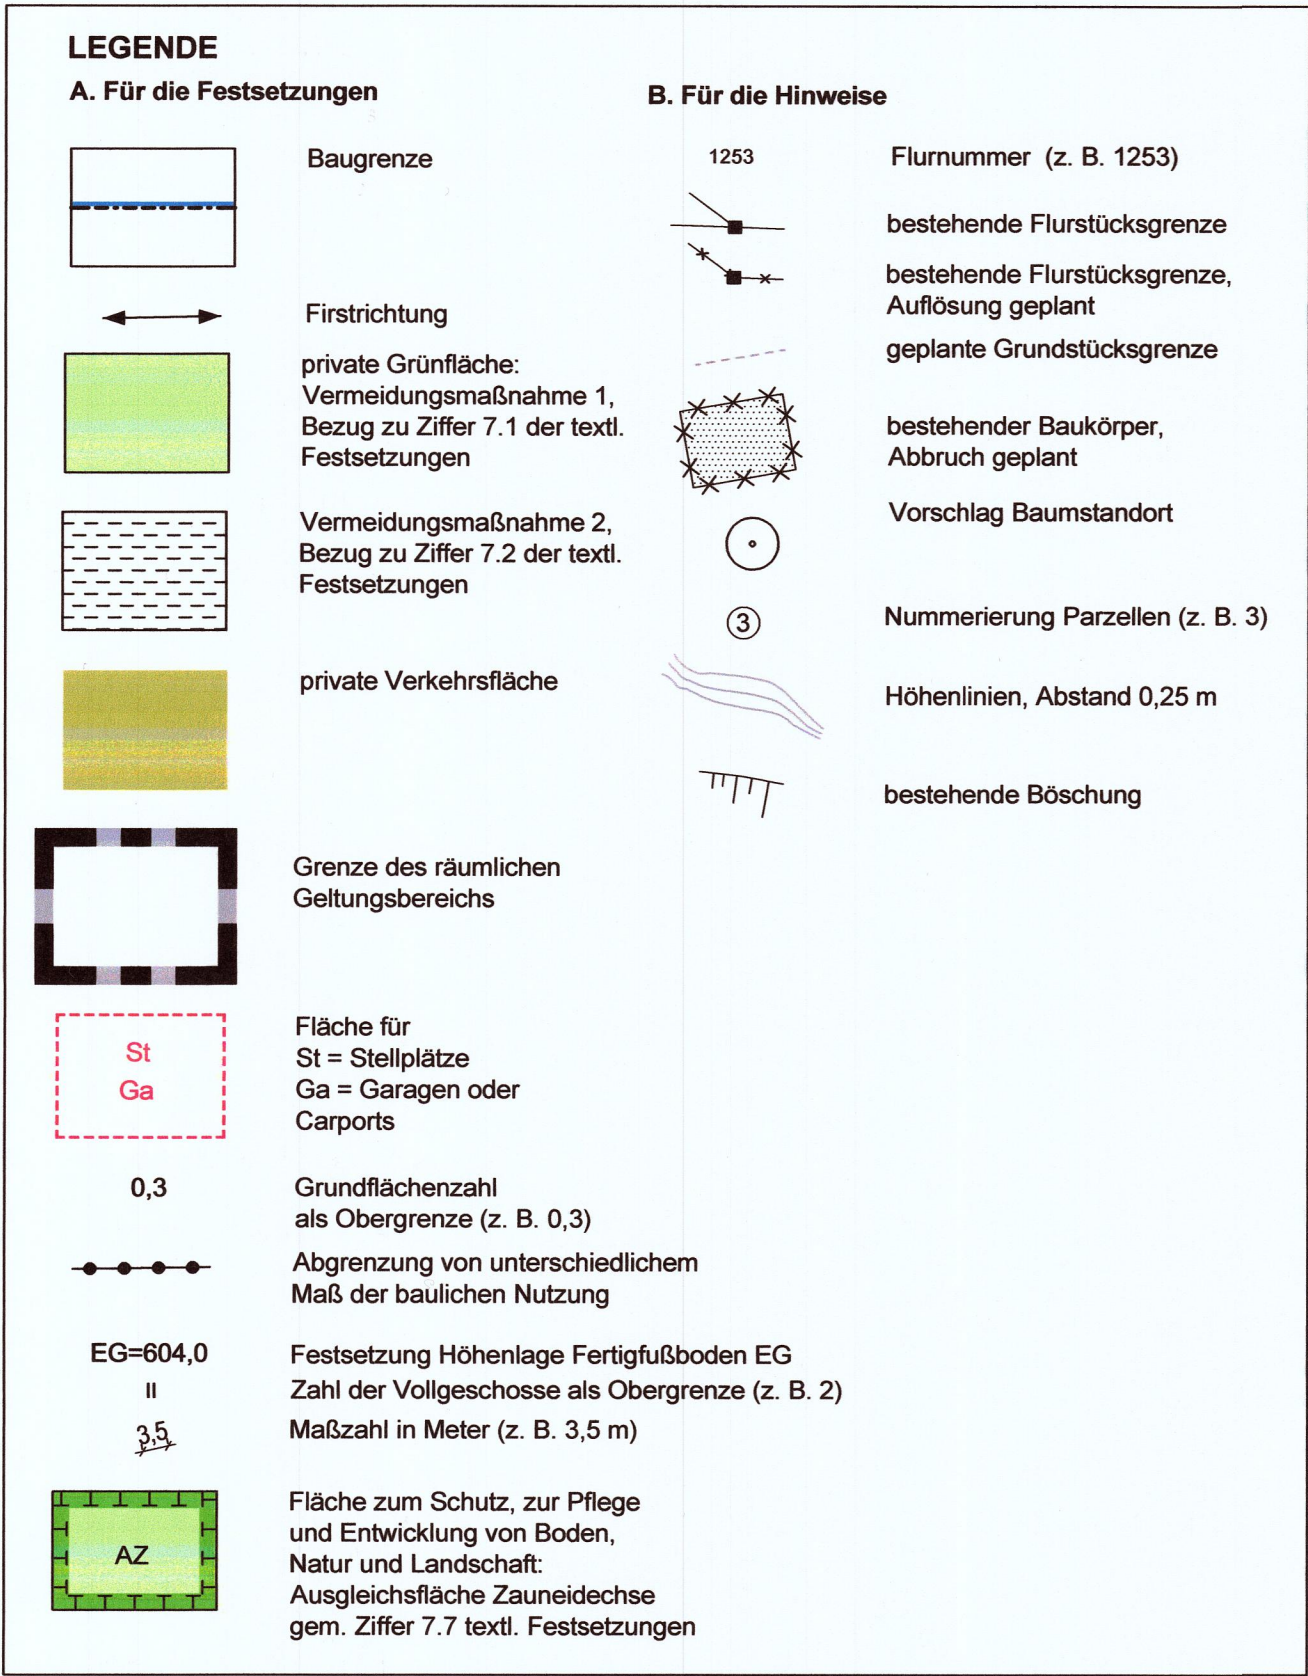 LEGENDE
A. Für die Festsetzungen
Baugrenze
Firstrichtung
private Grünfläche:
Vermeidungsmaßnahme 1,
Bezug zu Ziffer 7.1 der textl.
Festsetzungen
Vermeidungsmaßnahme 2,
Bezug zu Ziffer 7.2 der textl.
Festsetzungen
private Verkehrsfläche
Grenze des räumlichen
Geltungsbereichs
St
Ga
Fläche für
St = Stellplätze
Ga = Garagen oder
Carports
0,3
Grundflächenzahl
als Obergrenze (z. B. 0,3)
Abgrenzung von unterschiedlichem
Maß der baulichen Nutzung
EG=604,0 Festsetzung Höhenlage Fertigfußboden EG
II Zahl der Vollgeschosse als Obergrenze (z. B. 2)
3,5 Maßzahl in Meter (z. B. 3,5 m)
AZ
Fläche zum Schutz, zur Pflege
und Entwicklung von Boden,
Natur und Landschaft:
Ausgleichsfläche Zauneidechse
gem. Ziffer 7.7 textl. Festsetzungen
B. Für die Hinweise
1253 Flurnummer (z. B. 1253)
bestehende Flurstücksgrenze
bestehende Flurstücksgrenze,
Auflösung geplant
geplante Grundstücksgrenze
bestehender Baukörper,
Abbruch geplant
Vorschlag Baumstandort
3 Nummerierung Parzellen (z. B. 3)
Höhenlinien, Abstand 0,25 m
bestehende Böschung